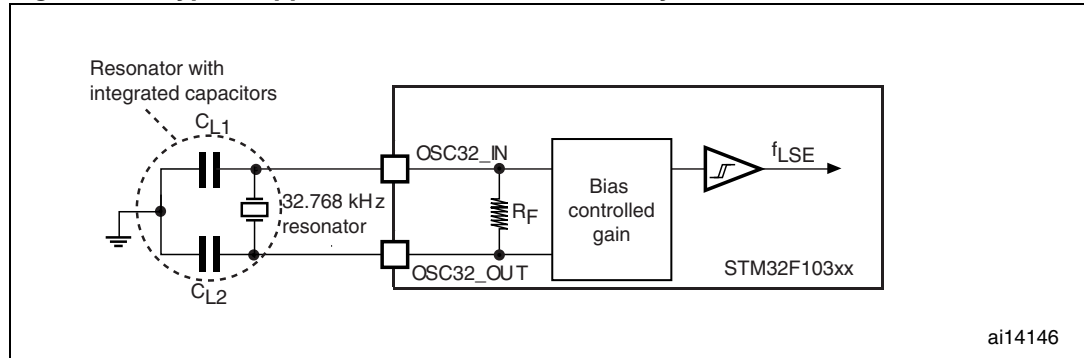 Resonator with
integrated capacitors
CL1
OSC32_IN
fLSE
32.768 kHz
resonator
RF
Bias
controlled
gain
OSC32_OUT
STM32F103xx
CL2
ai14146